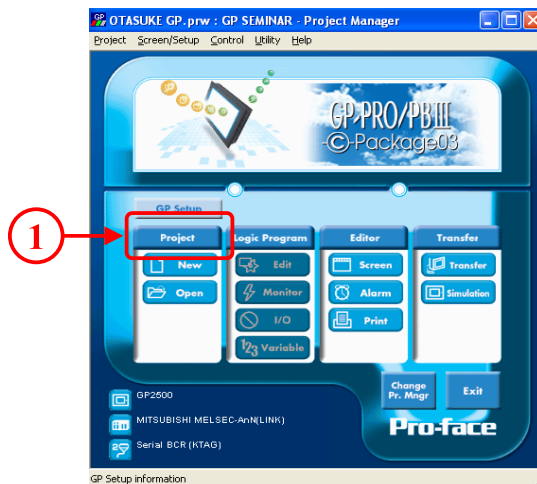 OTASUKE GP.prw : GP SEMINAR - Project Manager
Project Screen/Setup Control Utility Help
GP-PRO/PBIII
-©-Package03
GP Setup
1
Project
Logic Program
Editor
Transfer
New
Edit
Screen
Transfer
Open
Monitor
Alarm
Simulation
I/O
Print
123 Variable
Change
Pr. Mngr
Exit
GP2500
MITSUBISHI MELSEC-AnN(LINK)
Serial BCR (KTAG)
Pro-face
GP Setup information